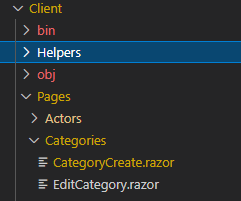 Client
bin
Helpers
obj
Pages
Actors
Categories
CategoryCreate.razor
EditCategory.razor